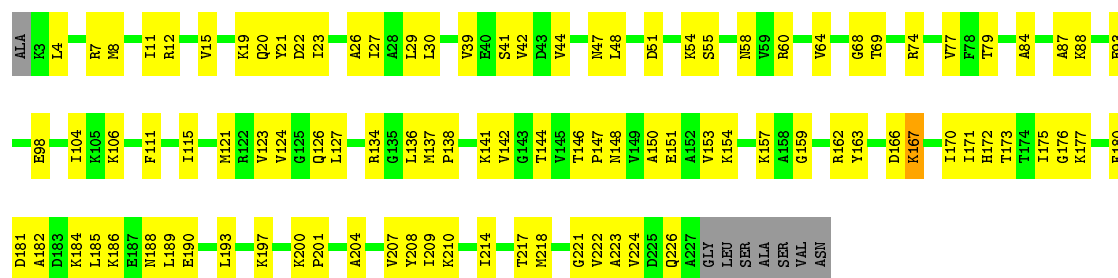 ALA K3 L4 R7 M8 I11 R12 V15 K19 Q20 Y21 D22 I23 A26 I27 A28 L29 L30 V39 E40 S41 V42 D43 V44 N47 L48 D51 K54 S55 N58 V59 R60 V64 G68 T69 R74 V77 F78 T79 A84 A87 K88
E98 I104 K105 K106 F111 I115 M121 R122 V123 V124 G125 Q126 L127 R134 G135 L136 M137 P138 K141 V142 G143 T144 V145 T146 P147 N148 V149 A150 E151 A152 V153 K154 K157 A158 G159 R162 Y163 D166 K167 I170 I171 H172 T173 T174 I175 G176 K177
D181 A182 D183 K184 L185 K186 E187 N188 L189 E190 L193 K197 K200 P201 A204 V207 Y208 I209 K210 I214 T217 M218 G221 V222 A223 V224 D225 Q226 A227 GLY LEU SER ALA SER VAL ASN